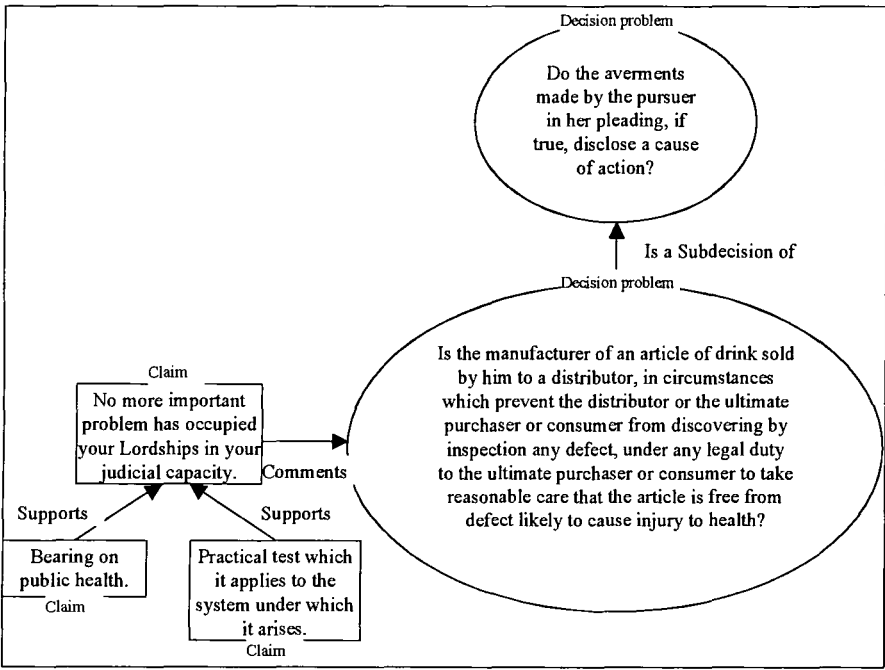 Decision problem
Do the averments
made by the pursuer
in her pleading, if
true, disclose a cause
of action?
Is a Subdecision of
Decision problem
Is the manufacturer of an article of drink sold
by him to a distributor, in circumstances
which prevent the distributor or the ultimate
purchaser or consumer from discovering by
inspection any defect, under any legal duty
to the ultimate purchaser or consumer to take
reasonable care that the article is free from
defect likely to cause injury to health?
Claim
No more important
problem has occupied
your Lordships in your
judicial capacity.
Comments
Supports
Supports
Bearing on
public health.
Claim
Practical test which
it applies to the
system under which
it arises.
Claim